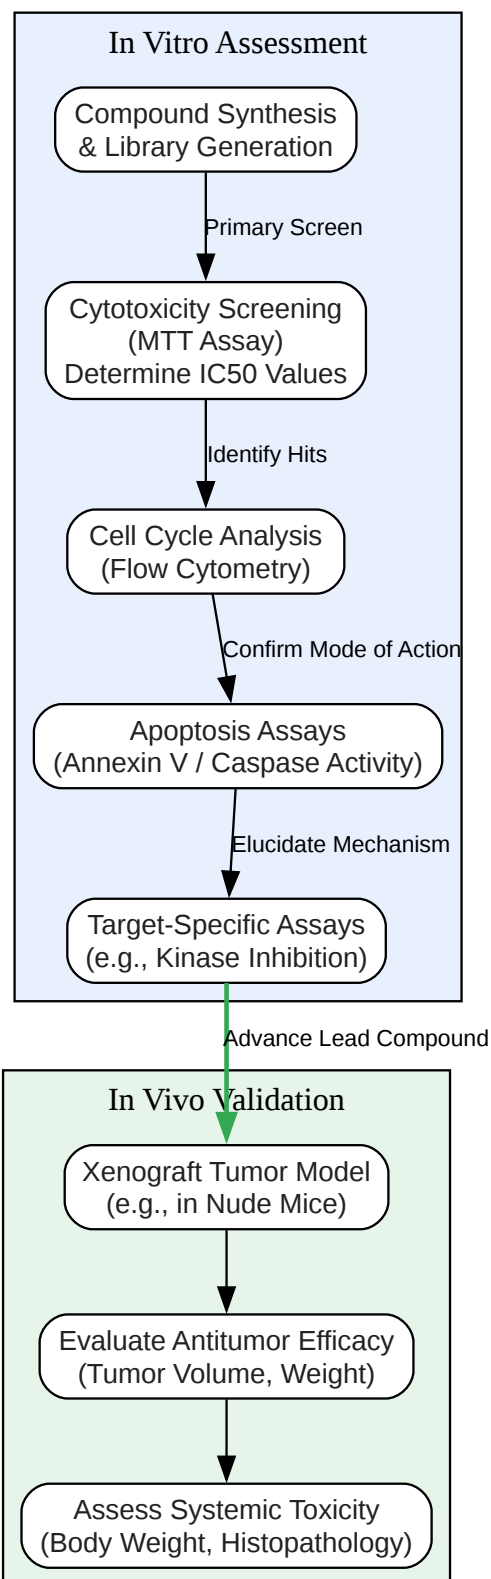 In Vitro Assessment
Compound Synthesis
& Library Generation
Primary Screen
Cytotoxicity Screening
(MTT Assay)
Determine IC50 Values
Identify Hits
Cell Cycle Analysis
(Flow Cytometry)
Confirm Mode of Action
Apoptosis Assays
(Annexin V / Caspase Activity)
Elucidate Mechanism
Target-Specific Assays
(e.g., Kinase Inhibition)
Advance Lead Compound
In Vivo Validation
Xenograft Tumor Model
(e.g., in Nude Mice)
Evaluate Antitumor Efficacy
(Tumor Volume, Weight)
Assess Systemic Toxicity
(Body Weight, Histopathology)